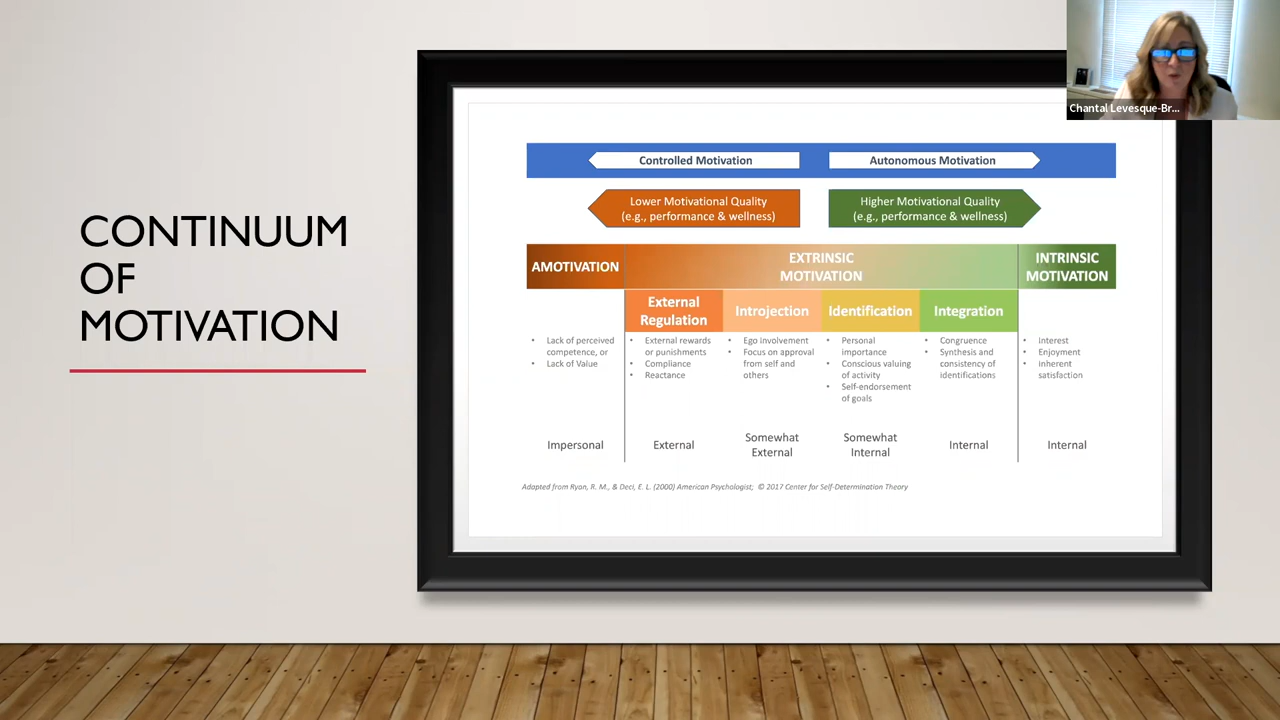 CONTINUUM
OF
MOTIVATION
Chantal Levesque-Br...
Controlled Motivation
Autonomous Motivation
Lower Motivational Quality
(e.g., performance & wellness)
Higher Motivational Quality
(e.g., performance & wellness)
AMOTIVATION
EXTRINSIC
MOTIVATION
INTRINSIC
MOTIVATION
External
Regulation
Introjection
Identification
Integration
• Lack of perceived
competence, or
• Lack of Value
• External rewards
or punishments
• Compliance
• Reactance
• Ego involvement
• Focus on approval
from self and
others
• Personal
importance
• Conscious valuing
of activity
• Self-endorsement
of goals
• Congruence
• Synthesis and
consistency of
identifications
• Interest
• Enjoyment
• Inherent
satisfaction
Impersonal
External
Somewhat
External
Somewhat
Internal
Internal
Internal
Adapted from Ryan, R. M., & Deci, E. L. (2000) American Psychologist; © 2017 Center for Self-Determination Theory